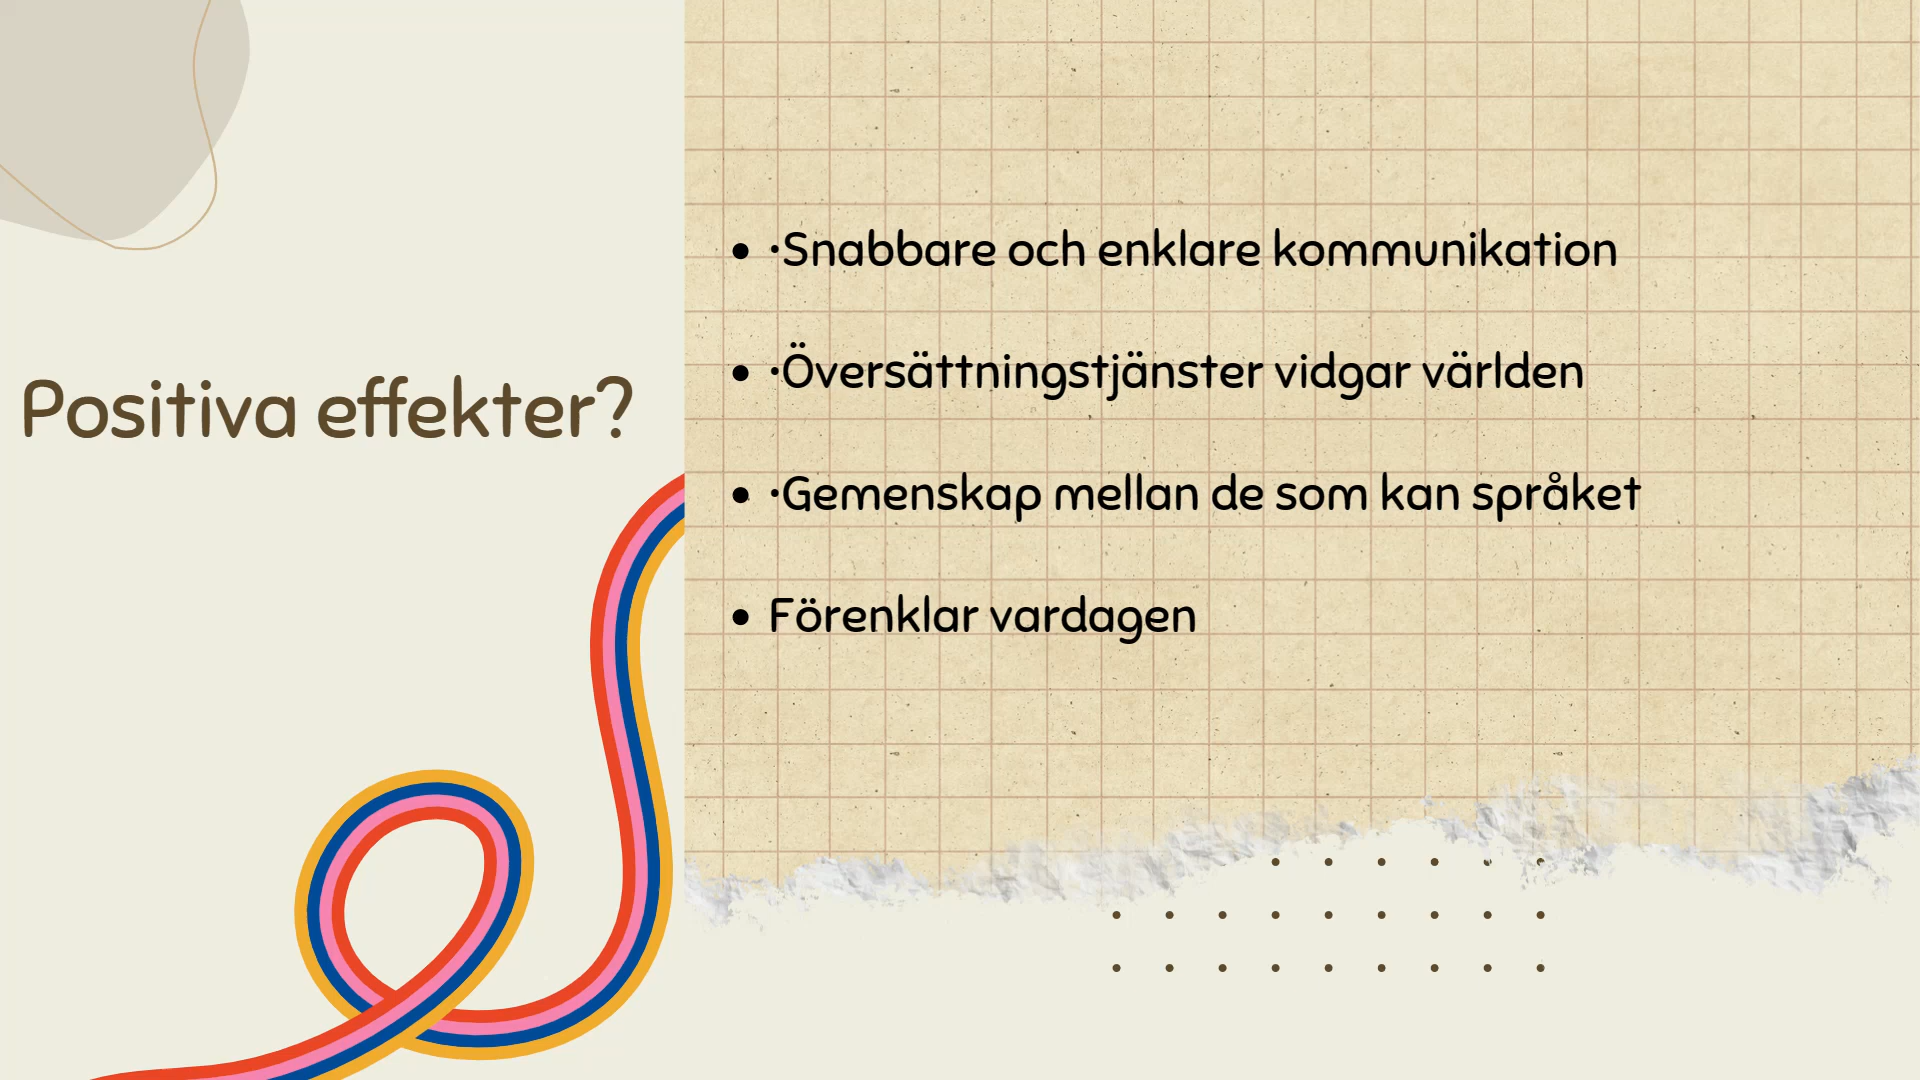 Positiva effekter?
• ·Snabbare och enklare kommunikation
• ·Översättningstjänster vidgar världen
• ·Gemenskap mellan de som kan språket
• Förenklar vardagen